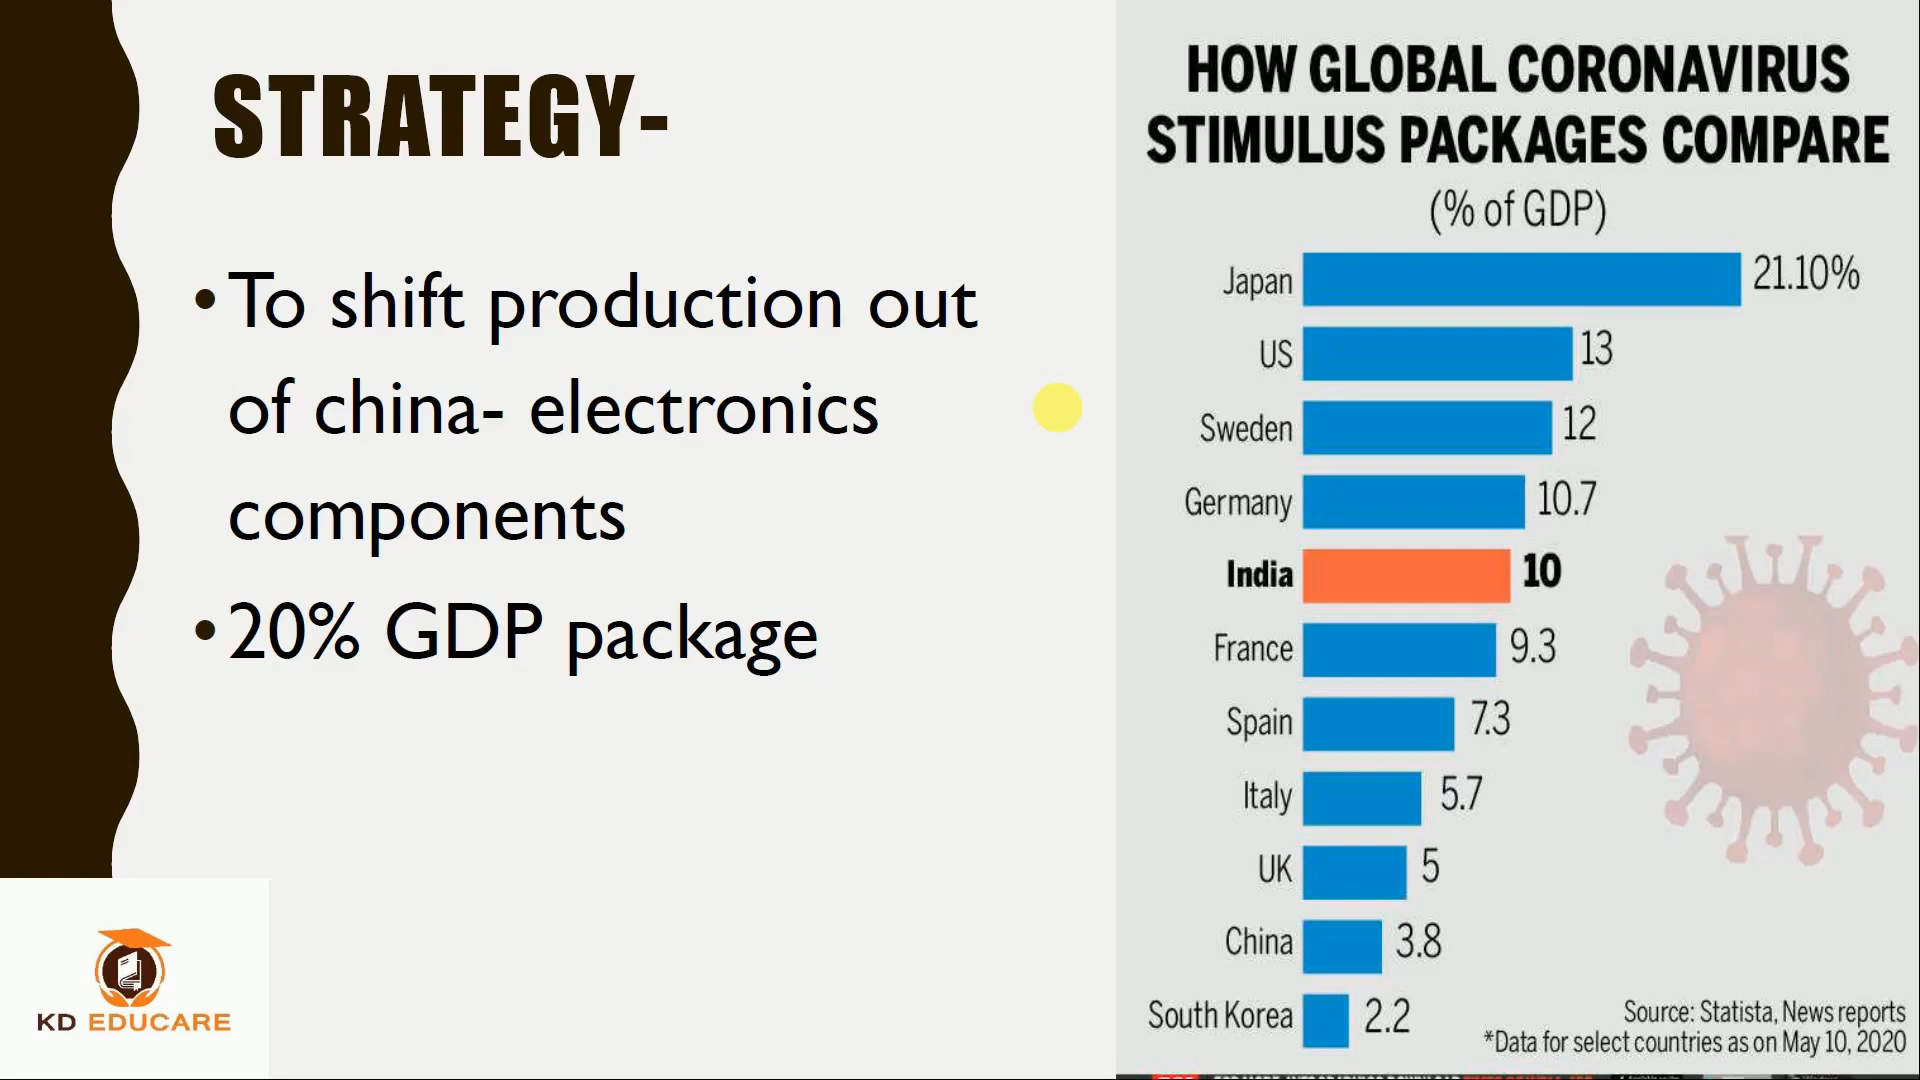 STRATEGY-
• To shift production out
of china- electronics
components
• 20% GDP package
KD EDUCARE
HOW GLOBAL CORONAVIRUS
STIMULUS PACKAGES COMPARE
(% of GDP)
Japan 21.10%
US 13
Sweden 12
Germany 10.7
India 10
France 9.3
Spain 7.3
Italy 5.7
UK 5
China 3.8
South Korea 2.2
Source: Statista, News reports
*Data for select countries as on May 10, 2020